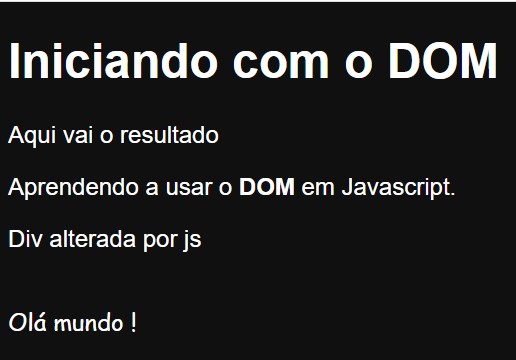 Iniciando com o DOM
Aqui vai o resultado
Aprendendo a usar o DOM em Javascript.
Div alterada por js
Olá mundo !